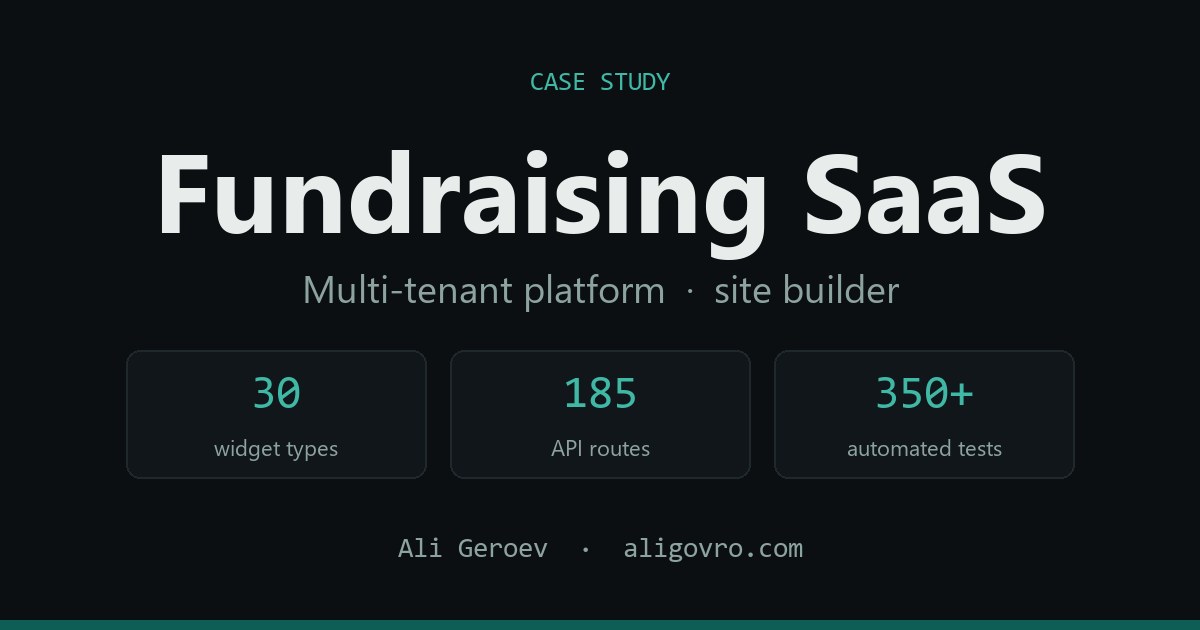 CASE STUDY
Fundraising SaaS
Multi-tenant platform · site builder
30
widget types
185
API routes
350+
automated tests
Ali Geroev · aligovro.com